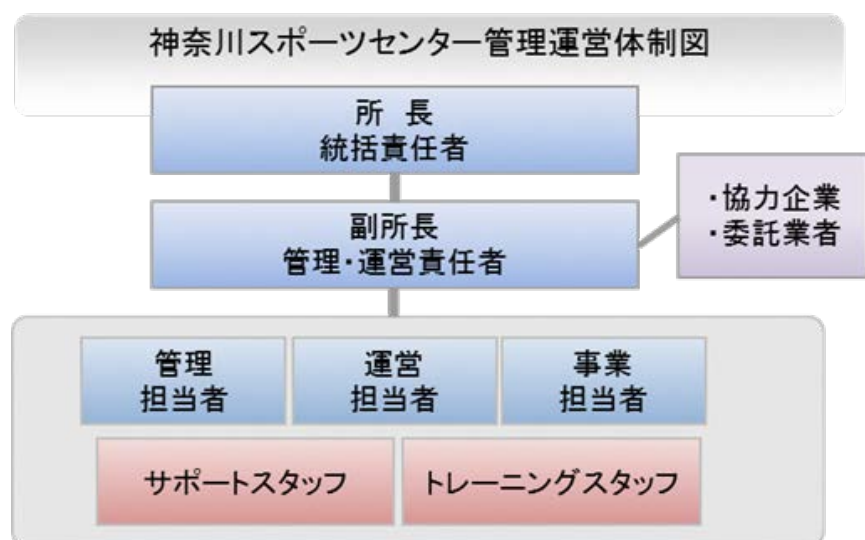 神奈川スポーツセンター管理運営体制図
所 長
統括責任者
副所長
管理・運営責任者
・協力企業
・委託業者
管理
担当者
運営
担当者
事業
担当者
サポートスタッフ
トレーニングスタッフ